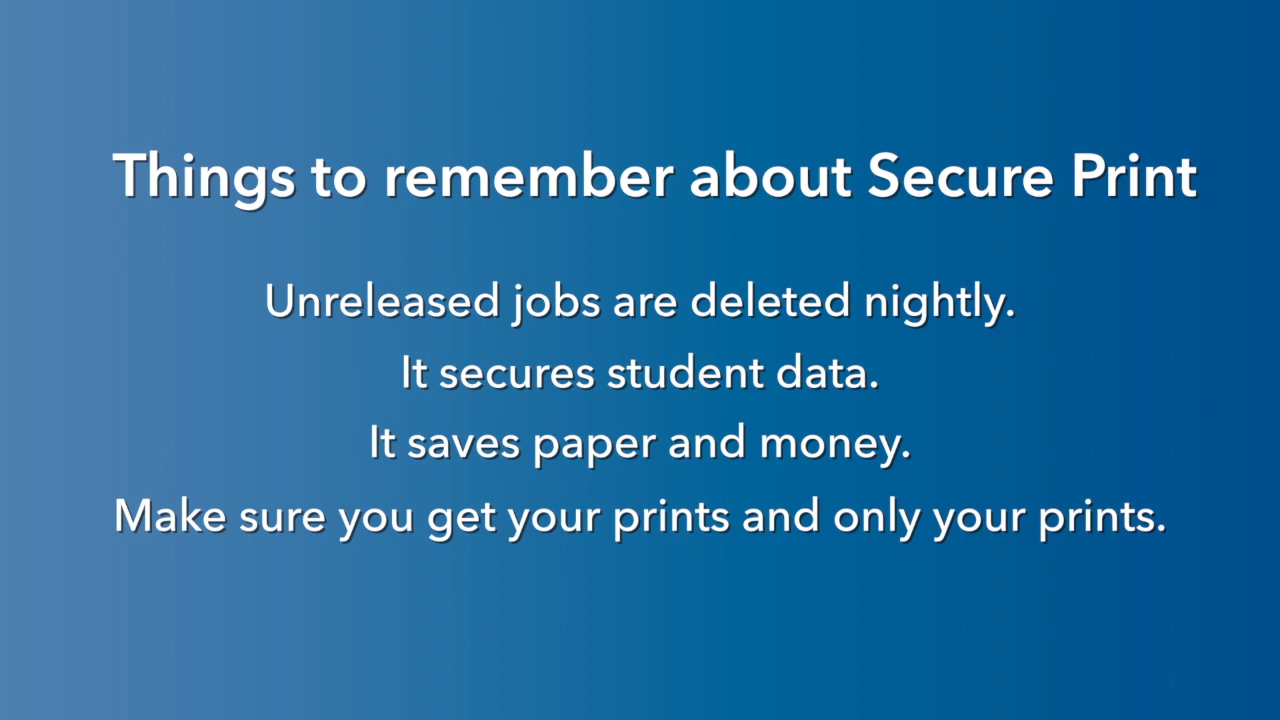 Things to remember about Secure Print
Unreleased jobs are deleted nightly.
It secures student data.
It saves paper and money.
Make sure you get your prints and only your prints.